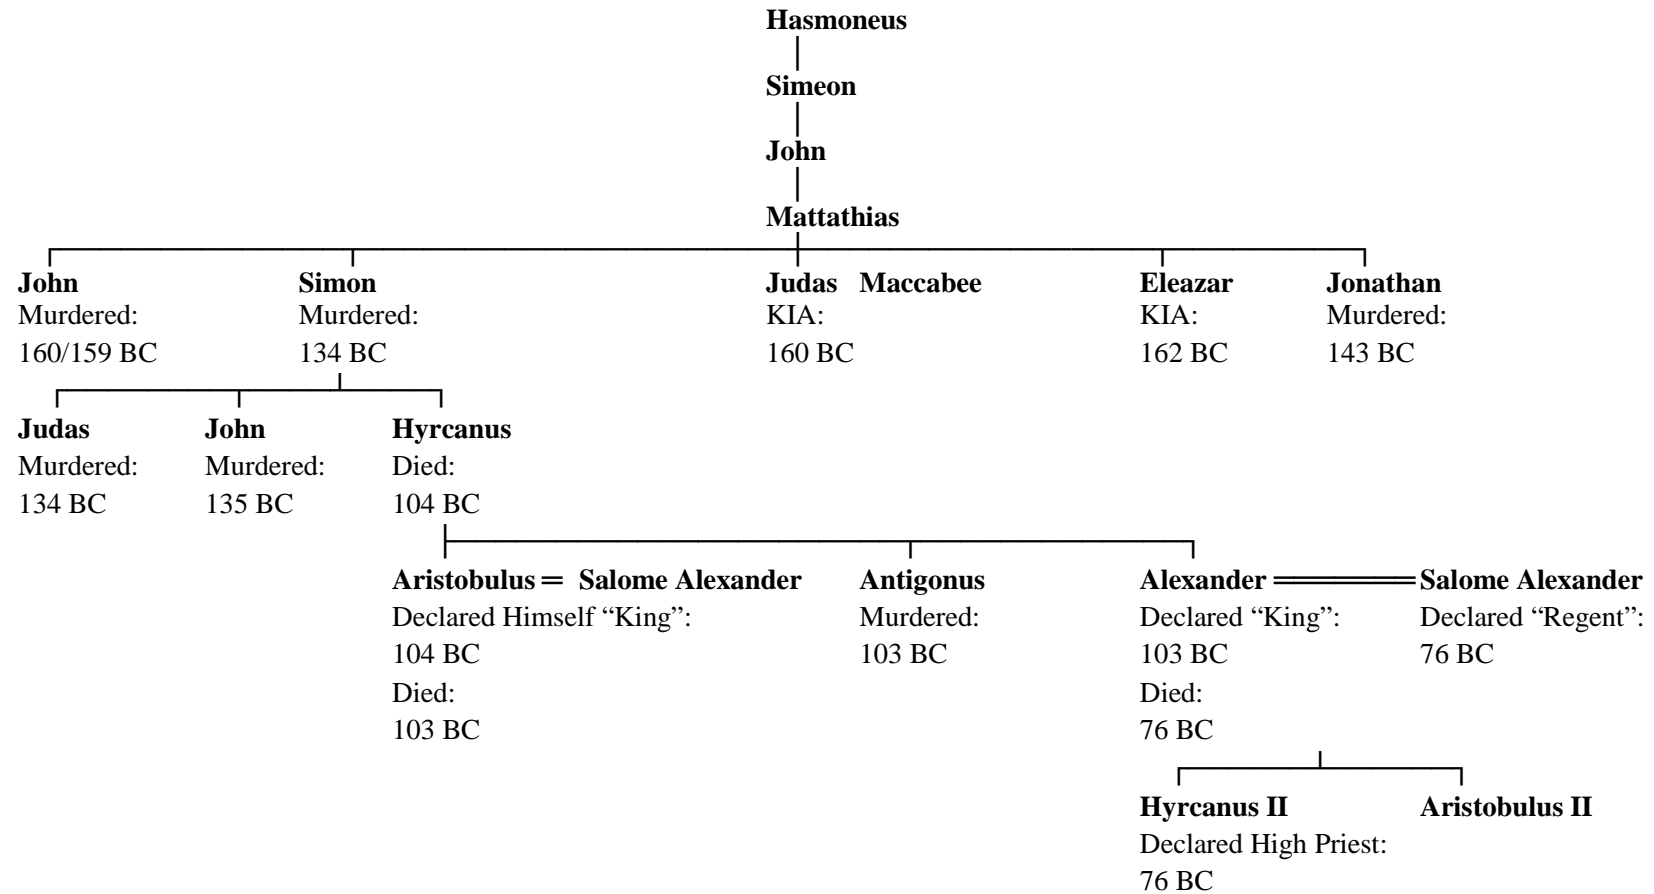 Hasmoneus
Simeon
John
Mattathias
John Simon Judas Maccabee Eleazar Jonathan
Murdered: Murdered: KIA: KIA: Murdered:
160/159 BC 134 BC 160 BC 162 BC 143 BC
Judas John Hyrcanus
Murdered: Murdered: Died:
134 BC 135 BC 104 BC
Aristobulus = Salome Alexander Antigonus Alexander ═══════ Salome Alexander
Declared Himself “King”: Murdered: Declared “King”: Declared “Regent”:
104 BC 103 BC 103 BC 76 BC
Died: Died:
103 BC 76 BC
Hyrcanus II Aristobulus II
Declared High Priest:
76 BC